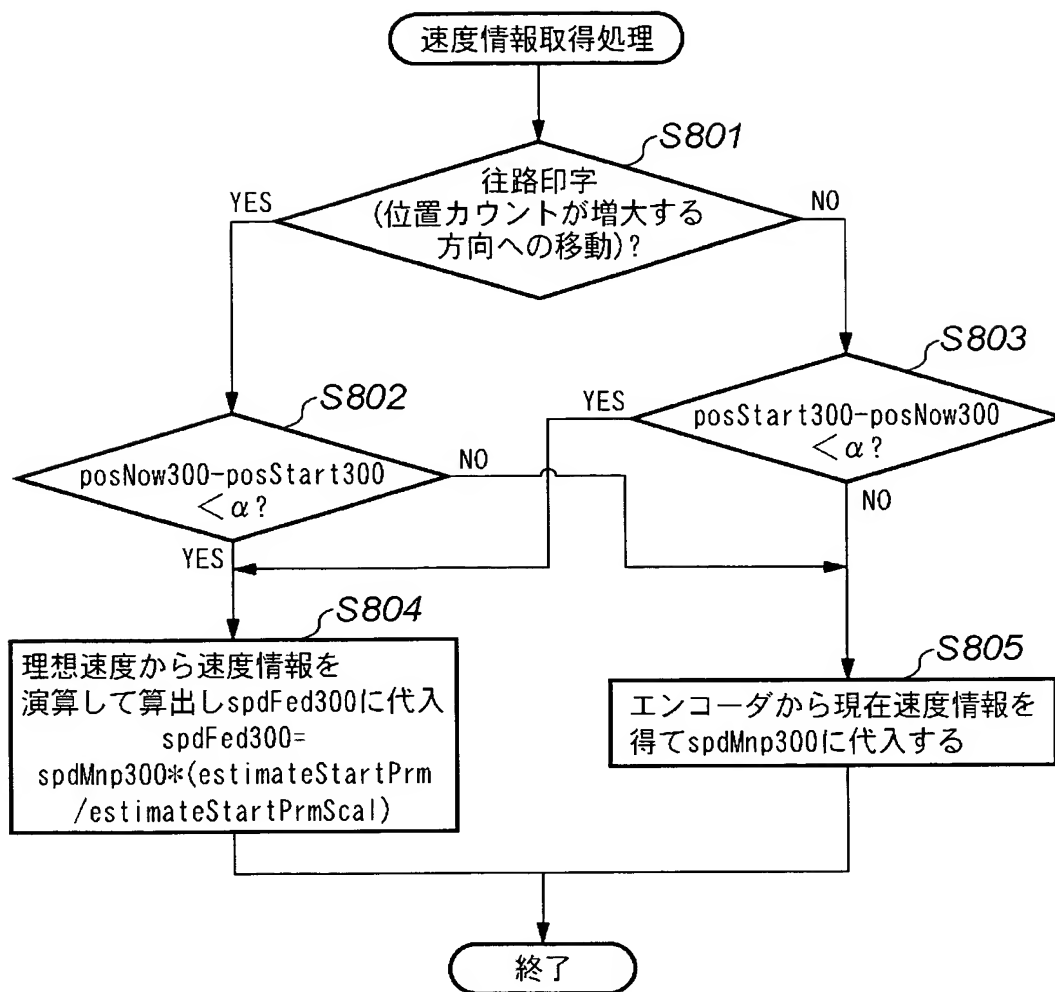 速度情報取得処理
S801
往路印字
(位置カウントが増大する
方向への移動)?
YES
NO
S803
posStart300-posNow300
<α?
YES
NO
S802
posNow300-posStart300
<α?
NO
YES
S804
理想速度から速度情報を
演算して算出しspdFed300に代入
spdFed300=
spdMnp300*(estimateStartPrm
/estimateStartPrmScal)
S805
エンコーダから現在速度情報を
得てspdMnp300に代入する
終了